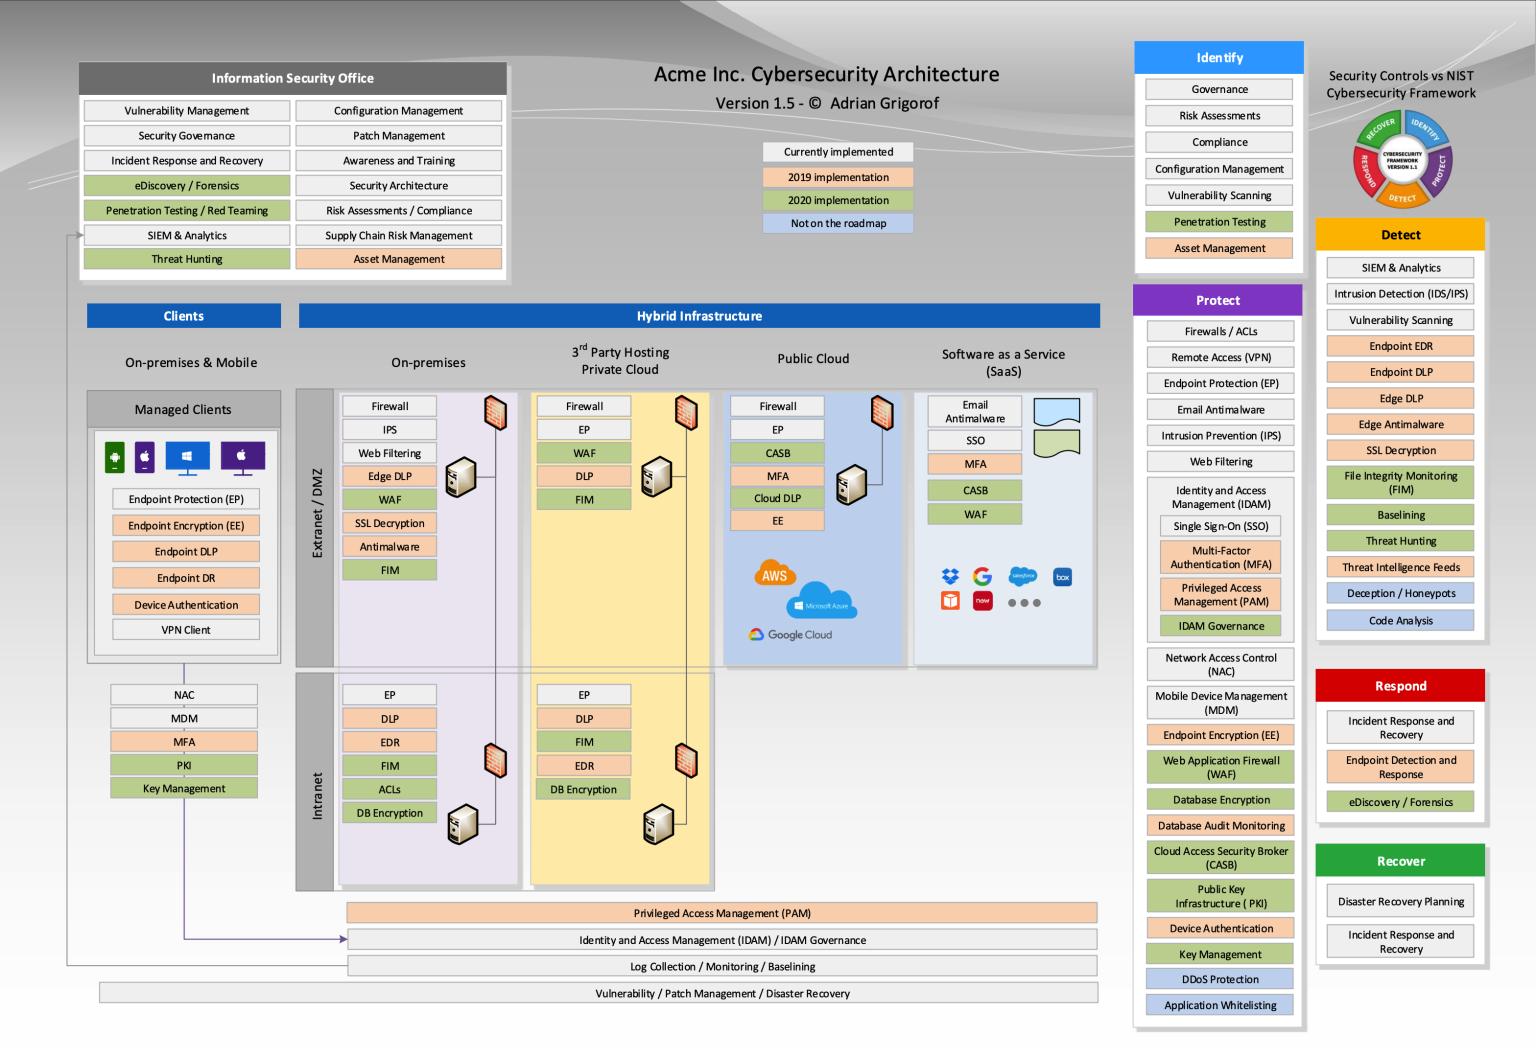 Acme Inc. Cybersecurity Architecture
Version 1.5 - © Adrian Grigorof
Currently implemented
2019 implementation
2020 implementation
Not on the roadmap
Information Security Office
Vulnerability Management
Configuration Management
Security Governance
Patch Management
Incident Response and Recovery
Awareness and Training
eDiscovery / Forensics
Security Architecture
Penetration Testing / Red Teaming
Risk Assessments / Compliance
SIEM & Analytics
Supply Chain Risk Management
Threat Hunting
Asset Management
Clients
On-premises & Mobile
Managed Clients
Endpoint Protection (EP)
Endpoint Encryption (EE)
Endpoint DLP
Endpoint DR
Device Authentication
VPN Client
NAC
MDM
MFA
PKI
Key Management
Hybrid Infrastructure
On-premises
3rd Party Hosting
Private Cloud
Public Cloud
Software as a Service
(SaaS)
Extranet / DMZ
Firewall
IPS
Web Filtering
Edge DLP
WAF
SSL Decryption
Antimalware
FIM
Firewall
EP
WAF
DLP
FIM
Firewall
EP
CASB
MFA
Cloud DLP
EE
AWS
Microsoft Azure
Google Cloud
Email
Antimalware
SSO
MFA
CASB
WAF
salesforce
box
now
Intranet
EP
DLP
EDR
FIM
ACLs
DB Encryption
EP
DLP
FIM
EDR
DB Encryption
Privileged Access Management (PAM)
Identity and Access Management (IDAM) / IDAM Governance
Log Collection / Monitoring / Baselining
Vulnerability / Patch Management / Disaster Recovery
Identify
Governance
Risk Assessments
Compliance
Configuration Management
Vulnerability Scanning
Penetration Testing
Asset Management
Protect
Firewalls / ACLs
Remote Access (VPN)
Endpoint Protection (EP)
Email Antimalware
Intrusion Prevention (IPS)
Web Filtering
Identity and Access
Management (IDAM)
Single Sign-On (SSO)
Multi-Factor
Authentication (MFA)
Privileged Access
Management (PAM)
IDAM Governance
Network Access Control
(NAC)
Mobile Device Management
(MDM)
Endpoint Encryption (EE)
Web Application Firewall
(WAF)
Database Encryption
Database Audit Monitoring
Cloud Access Security Broker
(CASB)
Public Key
Infrastructure ( PKI)
Device Authentication
Key Management
DDoS Protection
Application Whitelisting
Security Controls vs NIST
Cybersecurity Framework
RECOVER
IDENTIFY
PROTECT
DETECT
RESPOND
CYBERSECURITY
FRAMEWORK
VERSION 1.1
Detect
SIEM & Analytics
Intrusion Detection (IDS/IPS)
Vulnerability Scanning
Endpoint EDR
Endpoint DLP
Edge DLP
Edge Antimalware
SSL Decryption
File Integrity Monitoring
(FIM)
Baselining
Threat Hunting
Threat Intelligence Feeds
Deception / Honeypots
Code Analysis
Respond
Incident Response and
Recovery
Endpoint Detection and
Response
eDiscovery / Forensics
Recover
Disaster Recovery Planning
Incident Response and
Recovery